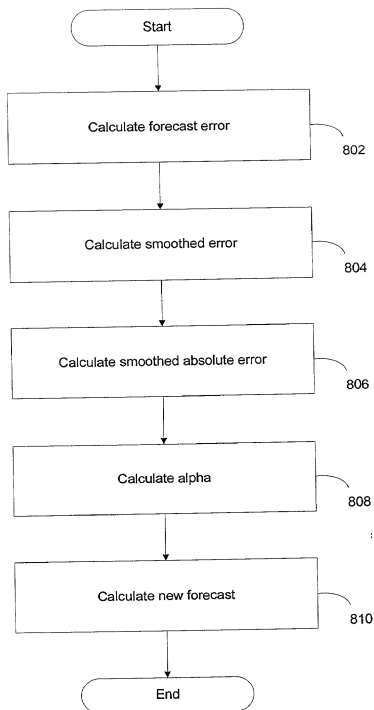 Start
Calculate forecast error
802
Calculate smoothed error
804
Calculate smoothed absolute error
806
Calculate alpha
808
Calculate new forecast
810
End